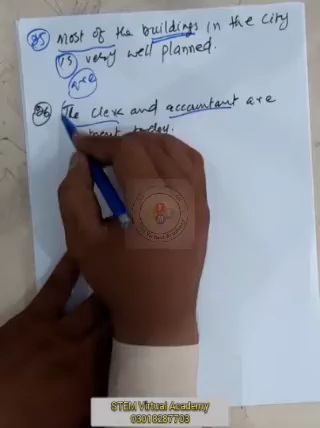 35 Most of the buildings in the City
is very well planned.
are
36 The Clerk and accountant are
today.
STEM Virtual Academy
03018287703